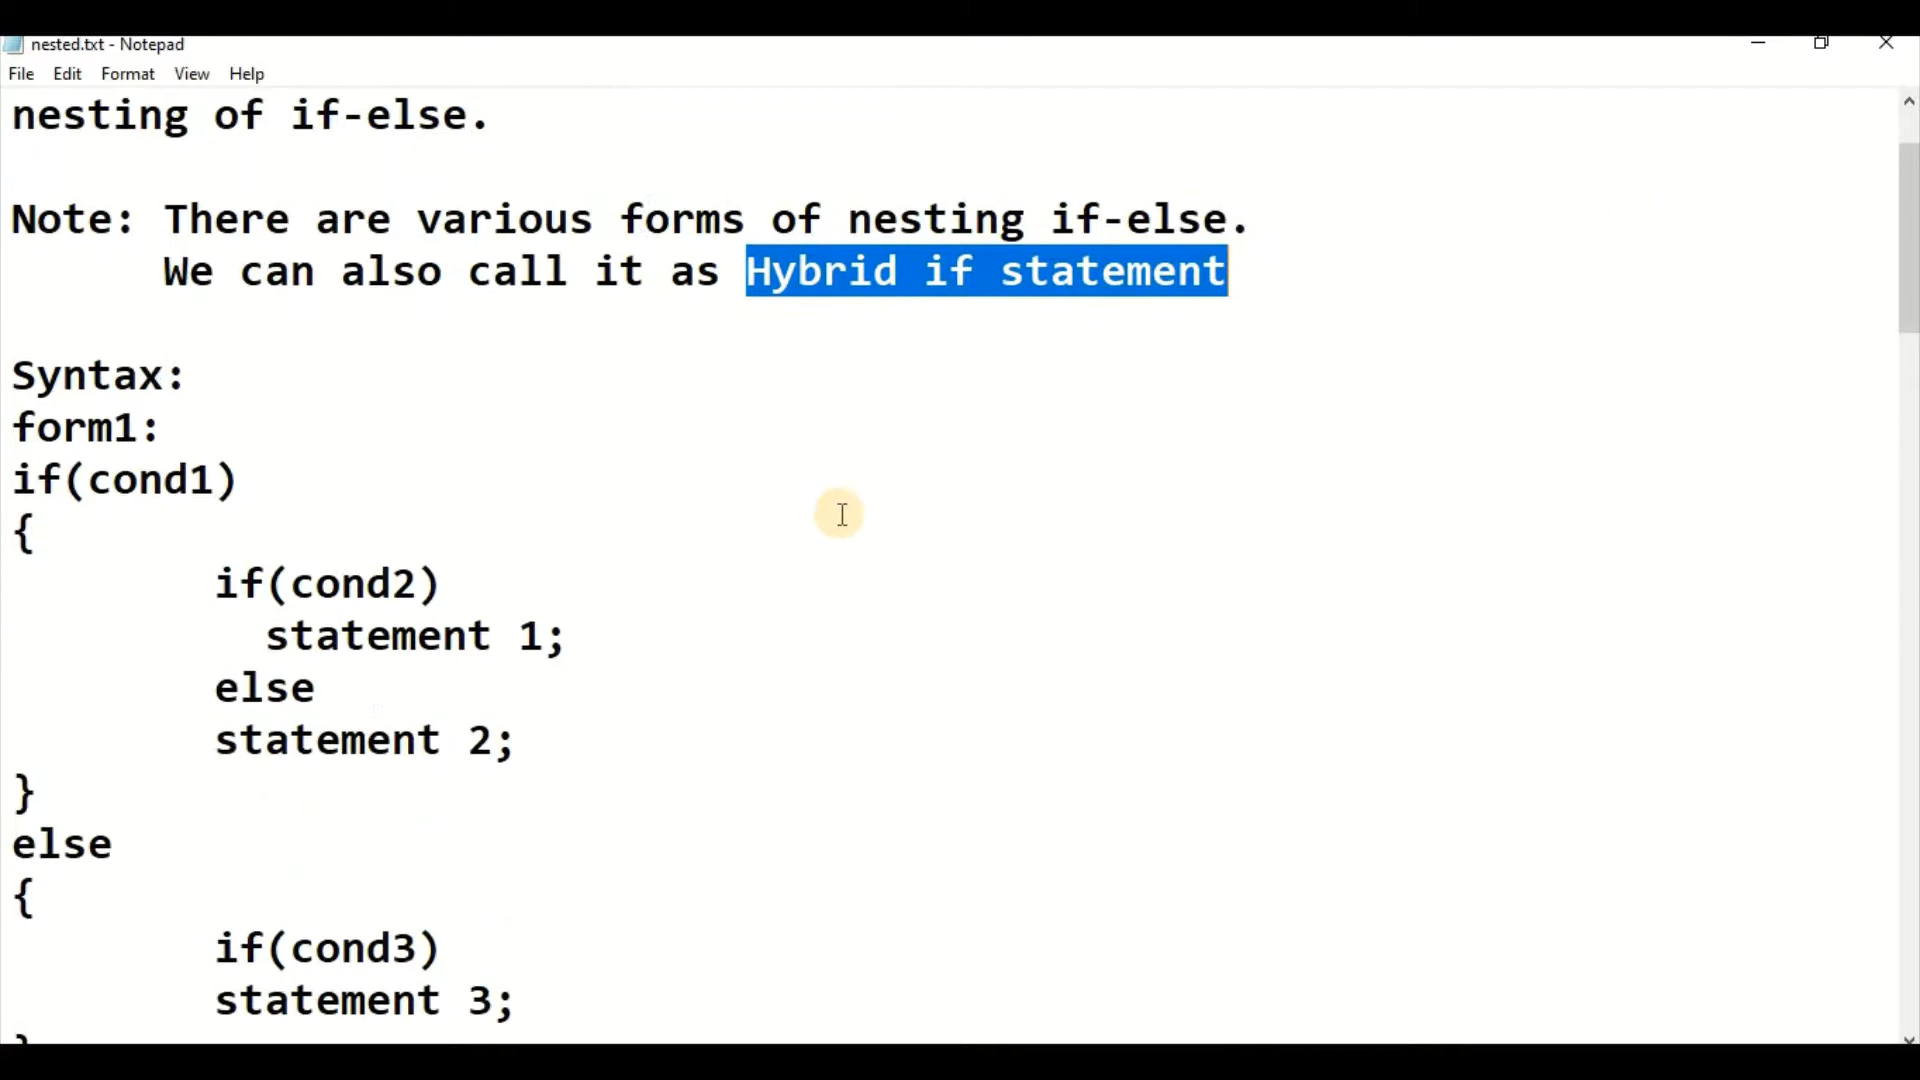 nested.txt - Notepad
File Edit Format View Help
nesting of if-else.
Note: There are various forms of nesting if-else.
We can also call it as Hybrid if statement
Syntax:
form1:
if(cond1)
{
if(cond2)
statement 1;
else
statement 2;
}
else
{
if(cond3)
statement 3;
}